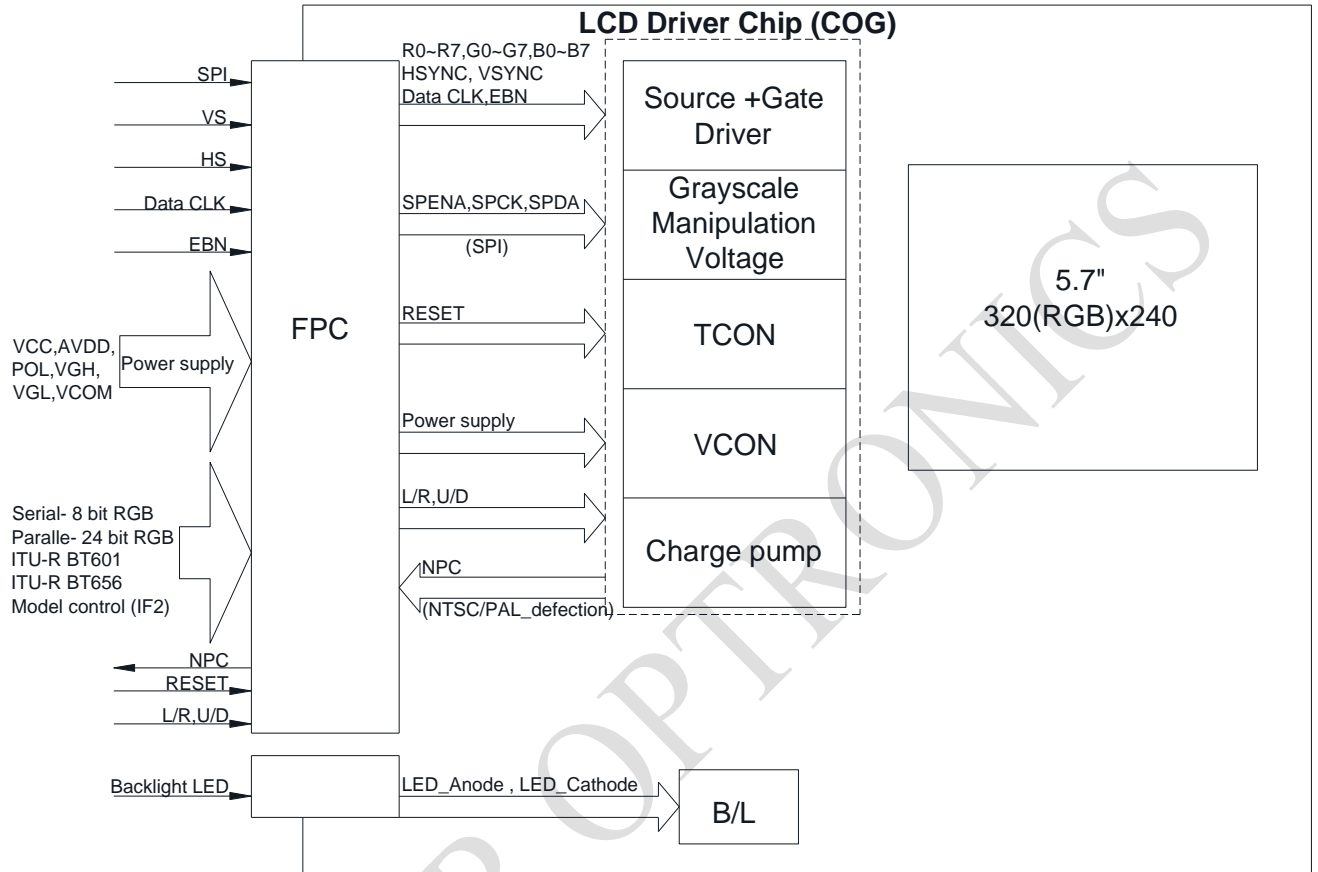 LCD Driver Chip (COG)
SPI
VS
HS
Data CLK
EBN
VCC,AVDD,
POL,VGH,
VGL,VCOM
Power supply
Serial- 8 bit RGB
Paralle- 24 bit RGB
ITU-R BT601
ITU-R BT656
Model control (IF2)
NPC
RESET
L/R,U/D
Backlight LED
FPC
R0~R7,G0~G7,B0~B7
HSYNC, VSYNC
Data CLK,EBN
SPENA,SPCK,SPDA
(SPI)
RESET
Power supply
L/R,U/D
NPC
(NTSC/PAL_defection)
LED_Anode , LED_Cathode
Source +Gate
Driver
Grayscale
Manipulation
Voltage
TCON
VCON
Charge pump
B/L
5.7"
320(RGB)x240
OPTRONICS